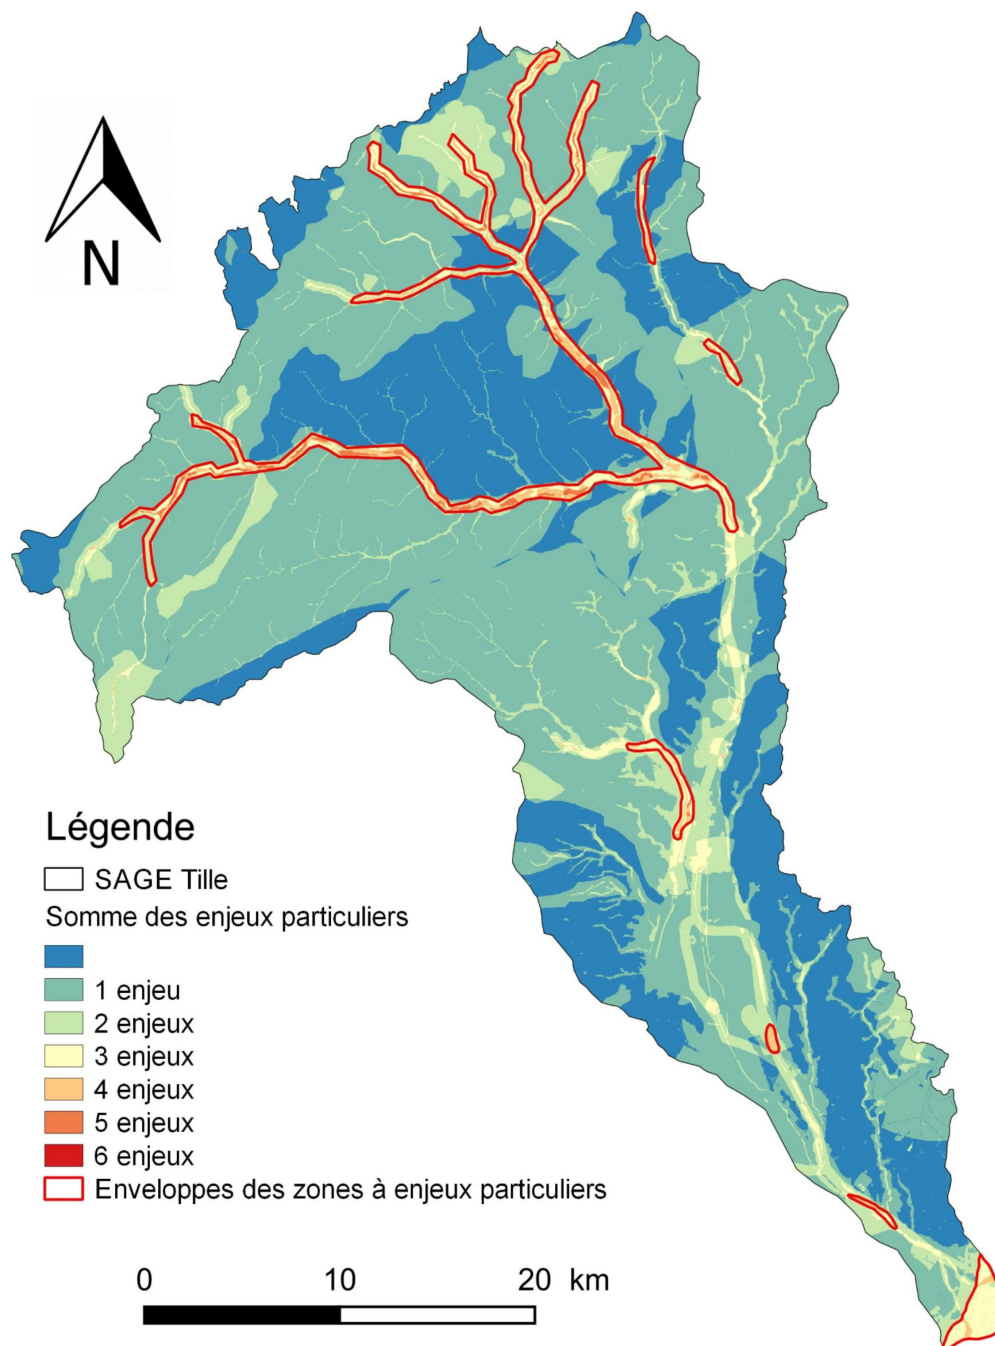 N
Légende
SAGE Tille
Somme des enjeux particuliers
1 enjeu
2 enjeux
3 enjeux
4 enjeux
5 enjeux
6 enjeux
Enveloppes des zones à enjeux particuliers
0 10 20 km